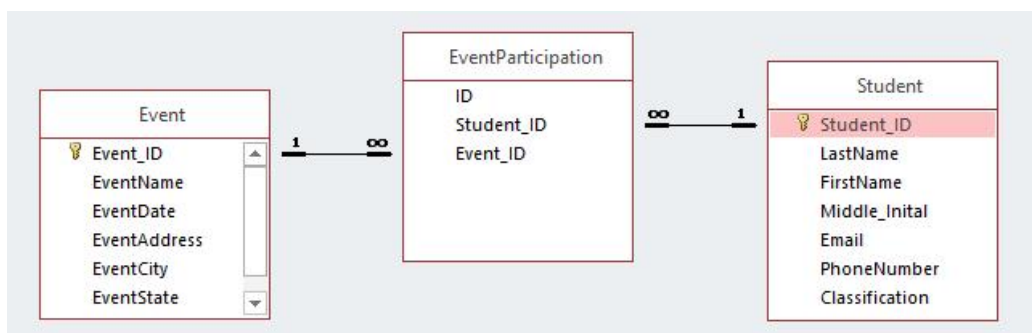 Event
Event_ID
EventName
EventDate
EventAddress
EventCity
EventState
1 ∞
EventParticipation
ID
Student_ID
Event_ID
∞ 1
Student
Student_ID
LastName
FirstName
Middle_Inital
Email
PhoneNumber
Classification